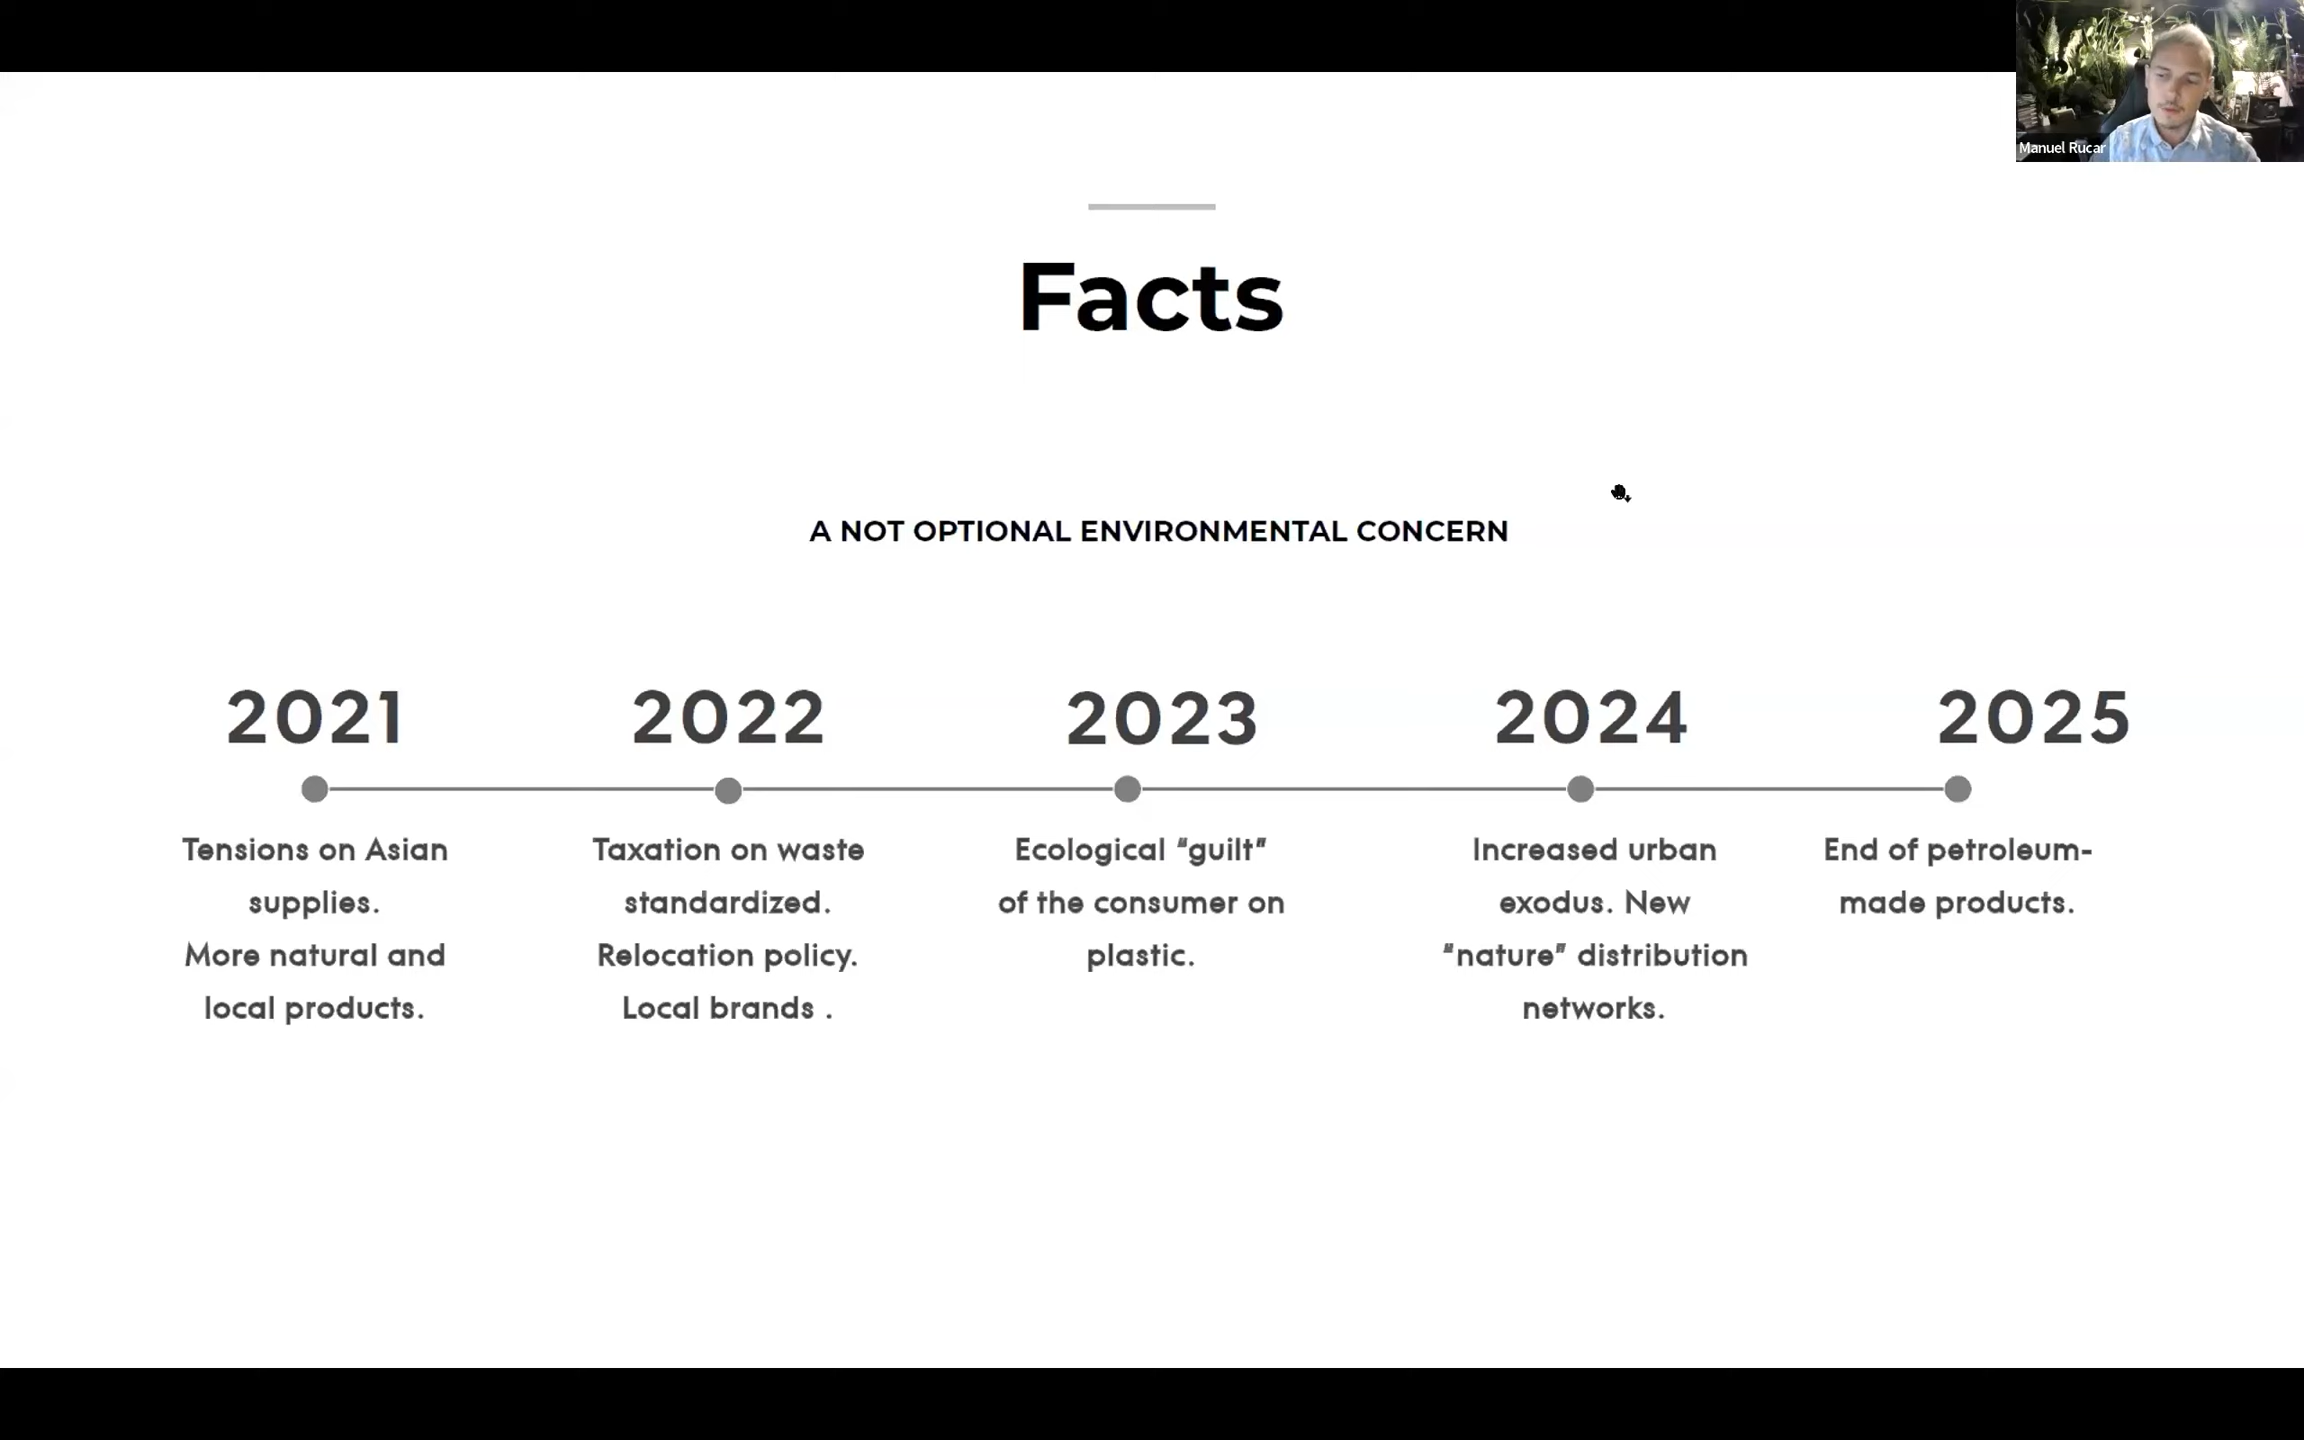 Manuel Rucar
Facts
A NOT OPTIONAL ENVIRONMENTAL CONCERN
2021
Tensions on Asian
supplies.
More natural and
local products.
2022
Taxation on waste
standardized.
Relocation policy.
Local brands .
2023
Ecological “guilt”
of the consumer on
plastic.
2024
Increased urban
exodus. New
“nature” distribution
networks.
2025
End of petroleum-
made products.